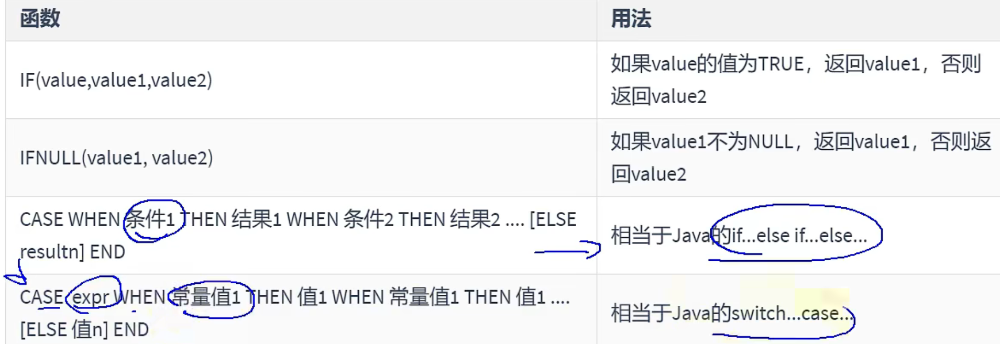 函数
用法
IF(value,value1,value2)
如果value的值为TRUE，返回value1，否则
返回value2
IFNULL(value1, value2)
如果value1不为NULL，返回value1，否则返
回value2
CASE WHEN 条件1 THEN 结果1 WHEN 条件2 THEN 结果2 .... [ELSE
resultn] END
相当于Java的if...else if...else...
CASE expr WHEN 常量值1 THEN 值1 WHEN 常量值1 THEN 值1 ....
[ELSE 值n] END
相当于Java的switch...case...